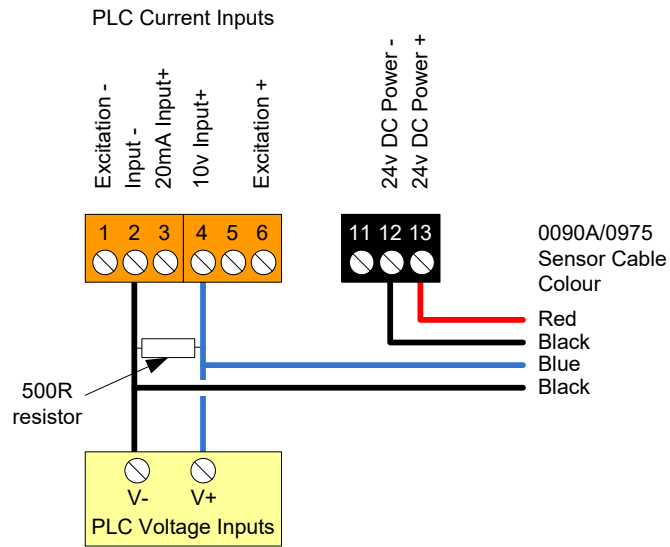 PLC Current Inputs
Excitation -
Input -
20mA Input+
10v Input+
Excitation +
24v DC Power -
24v DC Power +
1 2 3 4 5 6
11 12 13
0090A/0975
Sensor Cable
Colour
Red
Black
Blue
Black
500R
resistor
V- V+
PLC Voltage Inputs